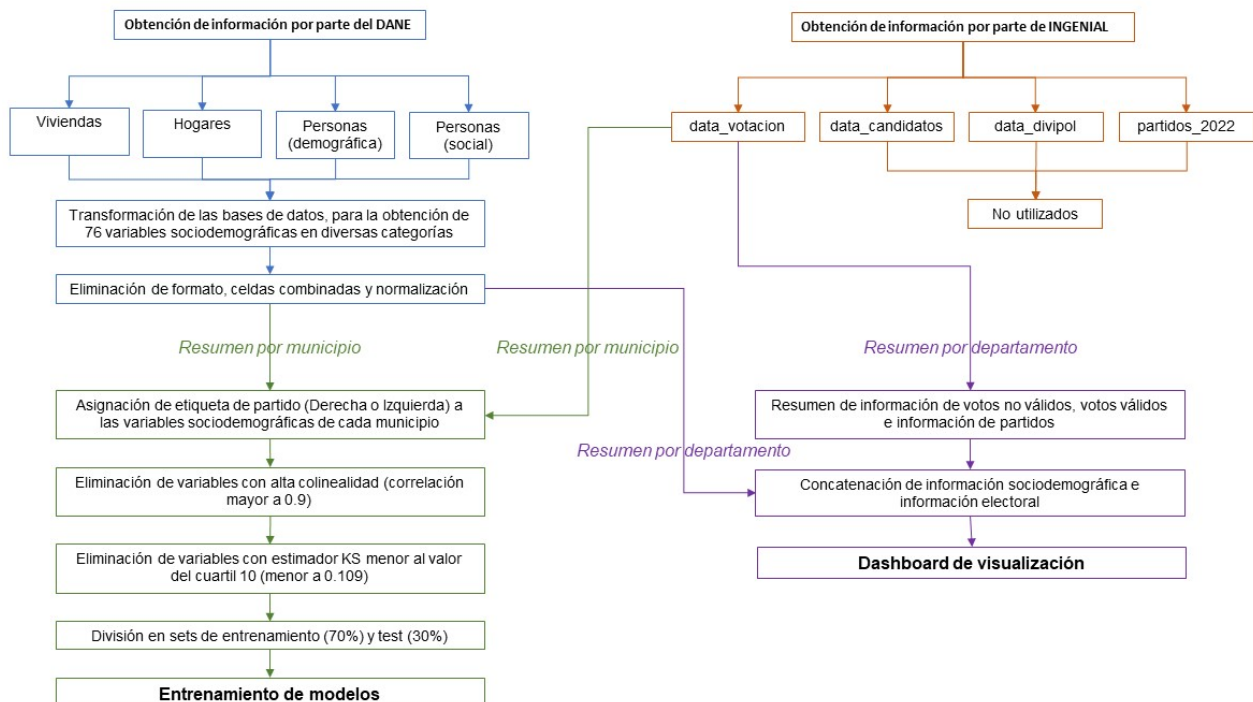 Obtención de información por parte del DANE
Obtención de información por parte de INGENIAL
Viviendas
Hogares
Personas
(demográfica)
Personas
(social)
data_votacion
data_candidatos
data_divipol
partidos_2022
No utilizados
Transformación de las bases de datos, para la obtención de
76 variables sociodemográficas en diversas categorías
Eliminación de formato, celdas combinadas y normalización
Resumen por municipio
Resumen por municipio
Resumen por departamento
Asignación de etiqueta de partido (Derecha o Izquierda) a
las variables sociodemográficas de cada municipio
Resumen de información de votos no válidos, votos válidos
e información de partidos
Resumen por departamento
Eliminación de variables con alta colinealidad (correlación
mayor a 0.9)
Concatenación de información sociodemográfica e
información electoral
Eliminación de variables con estimador KS menor al valor
del cuartil 10 (menor a 0.109)
Dashboard de visualización
División en sets de entrenamiento (70%) y test (30%)
Entrenamiento de modelos